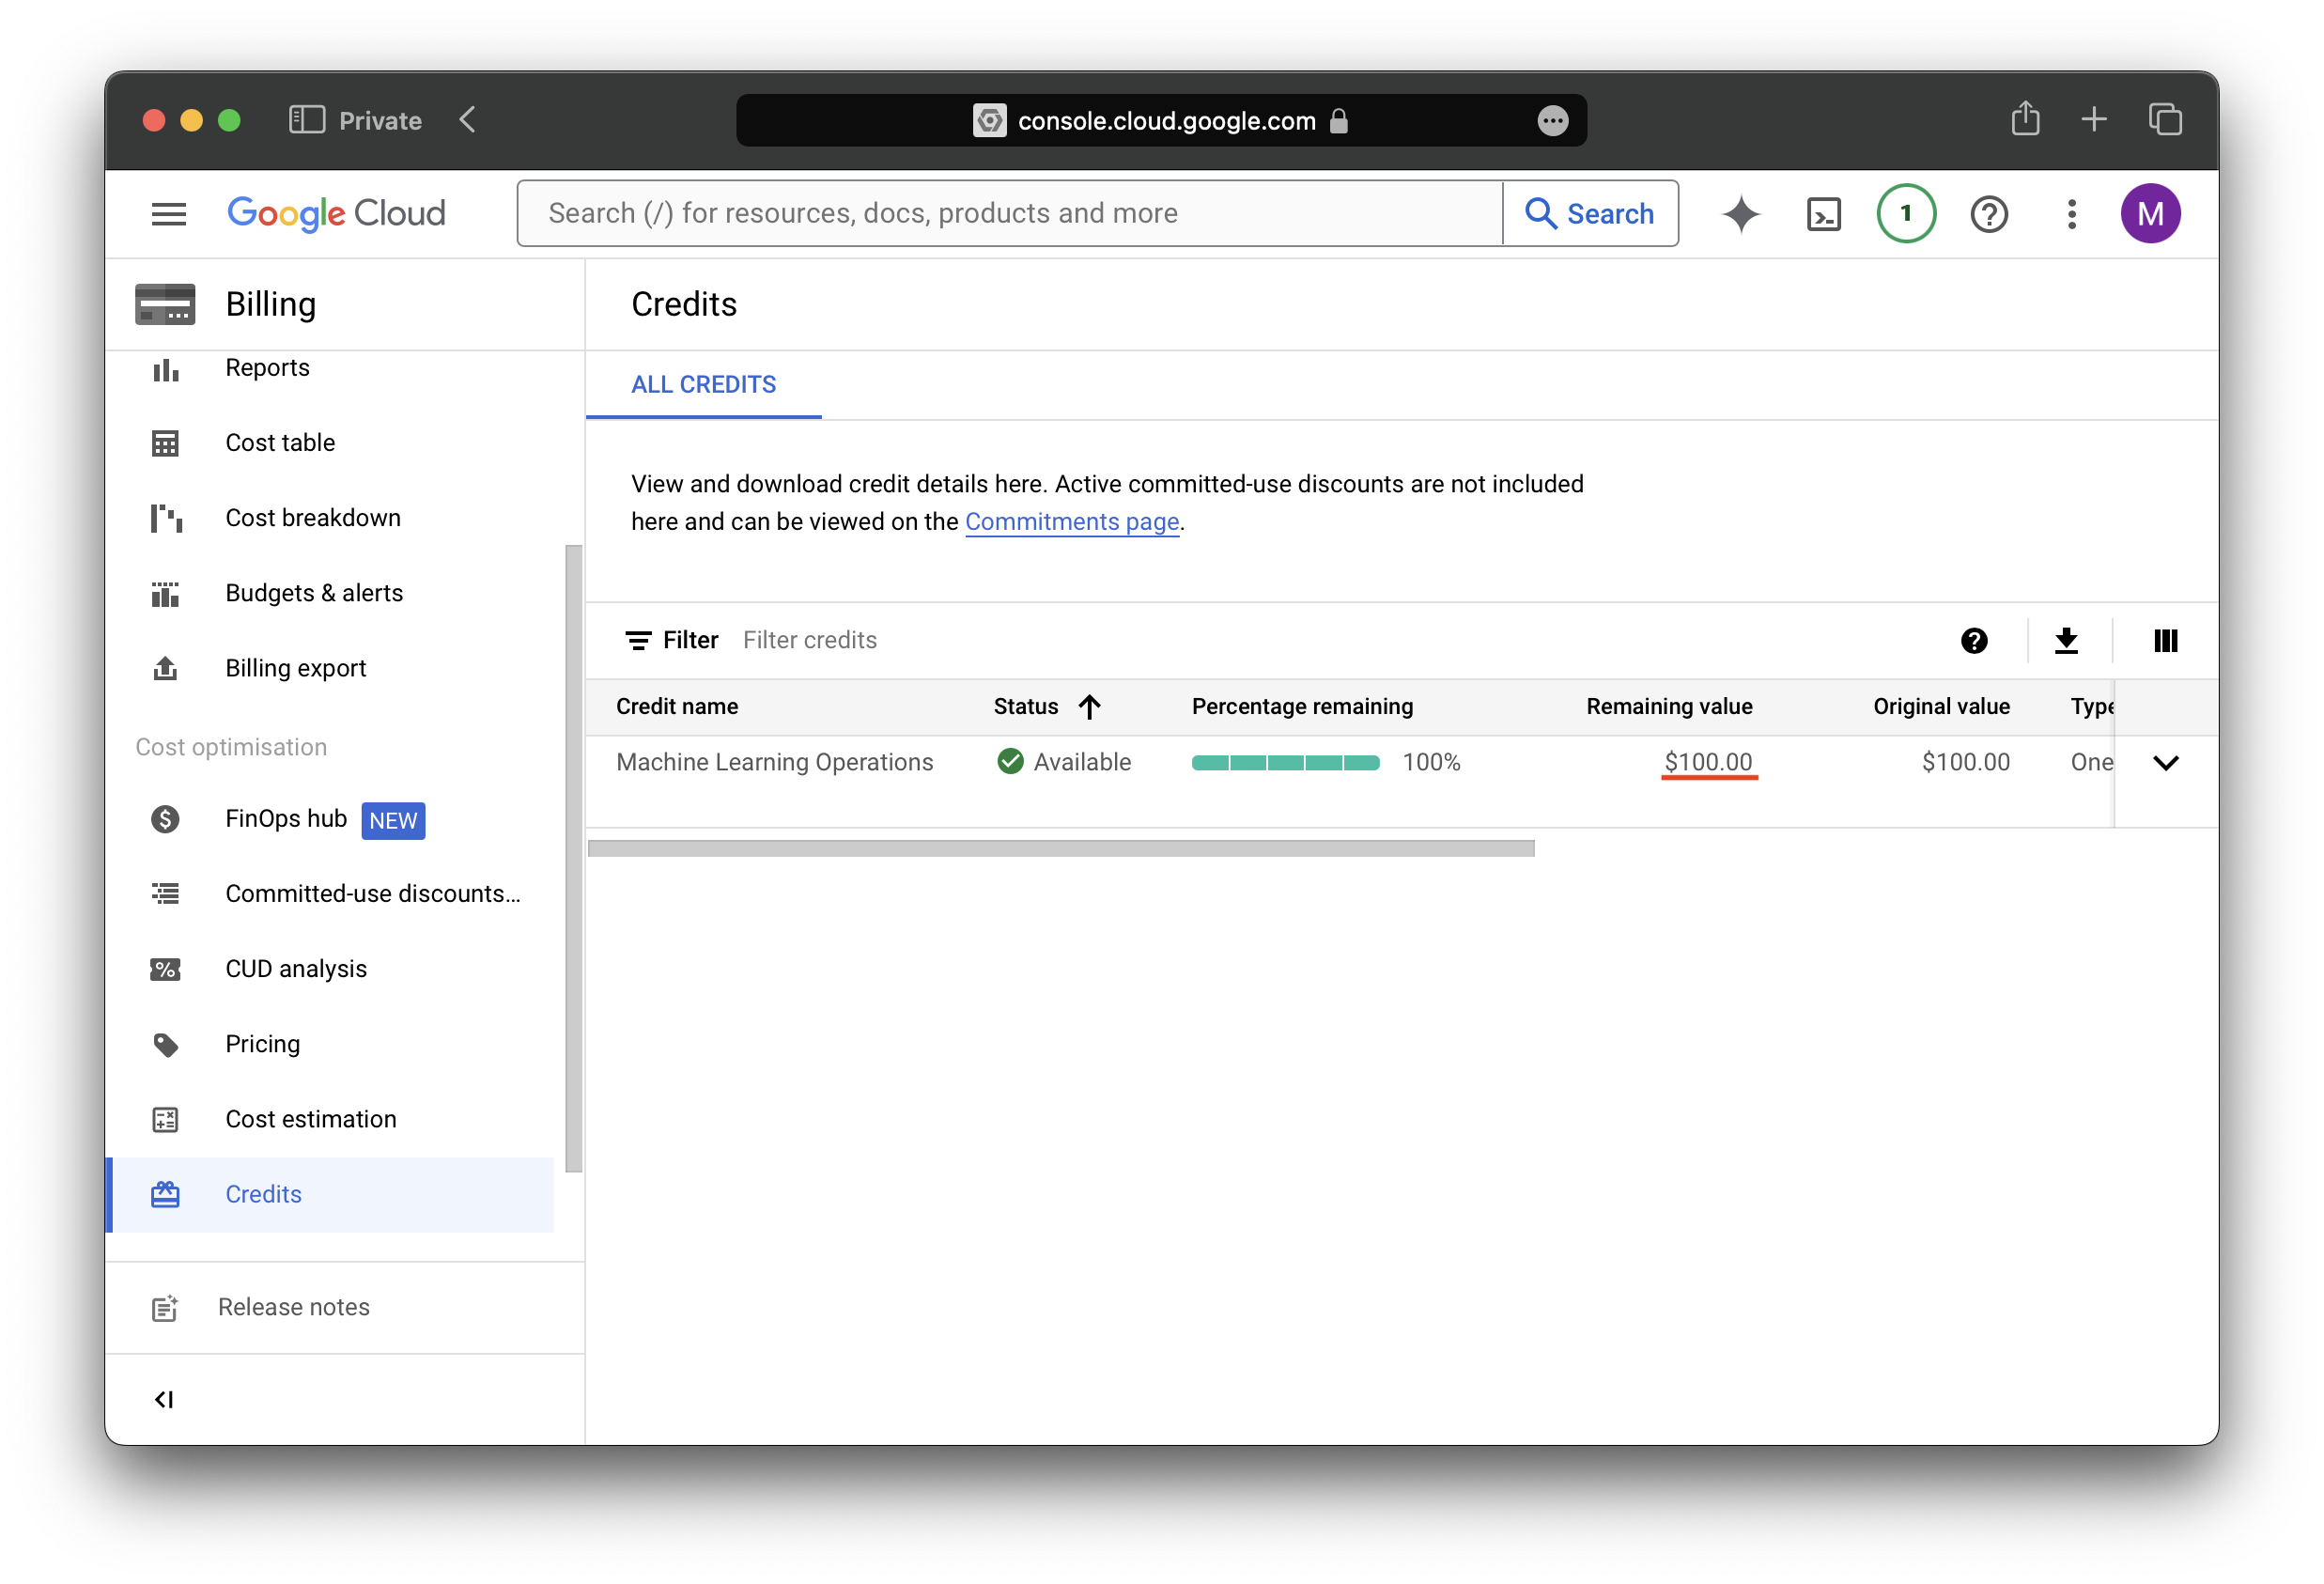 Private
console.cloud.google.com
Google Cloud
Search (/) for resources, docs, products and more
Search
1
M
Billing
Reports
Cost table
Cost breakdown
Budgets & alerts
Billing export
Cost optimisation
FinOps hub NEW
Committed-use discounts...
CUD analysis
Pricing
Cost estimation
Credits
Release notes
Credits
ALL CREDITS
View and download credit details here. Active committed-use discounts are not included
here and can be viewed on the Commitments page.
Filter Filter credits
Credit name Status Percentage remaining Remaining value Original value Type
Machine Learning Operations Available 100% $100.00 $100.00 One